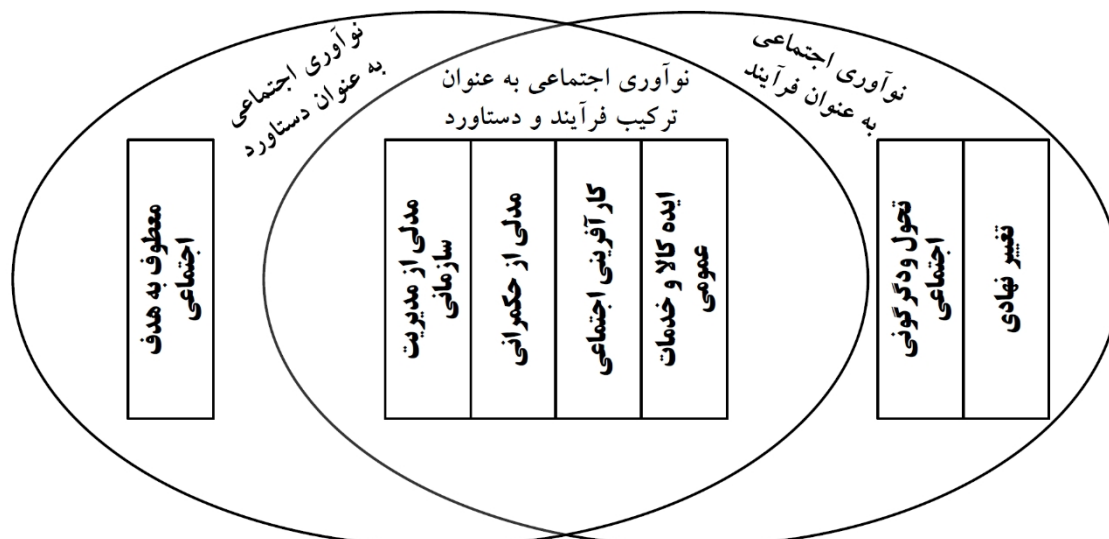 نوآوری اجتماعی
به عنوان فرآیند
نوآوری اجتماعی به عنوان
ترکیب فرآیند و دستاورد
نوآوری اجتماعی
به عنوان دستاورد
تغییر نهادی
تحول ودگرگونی
اجتماعی
ایده کالا و خدمات
عمومی
کارآفرینی اجتماعی
مدلی از حکمرانی
مدلی از مدیریت
سازمانی
معطوف به هدف
اجتماعی